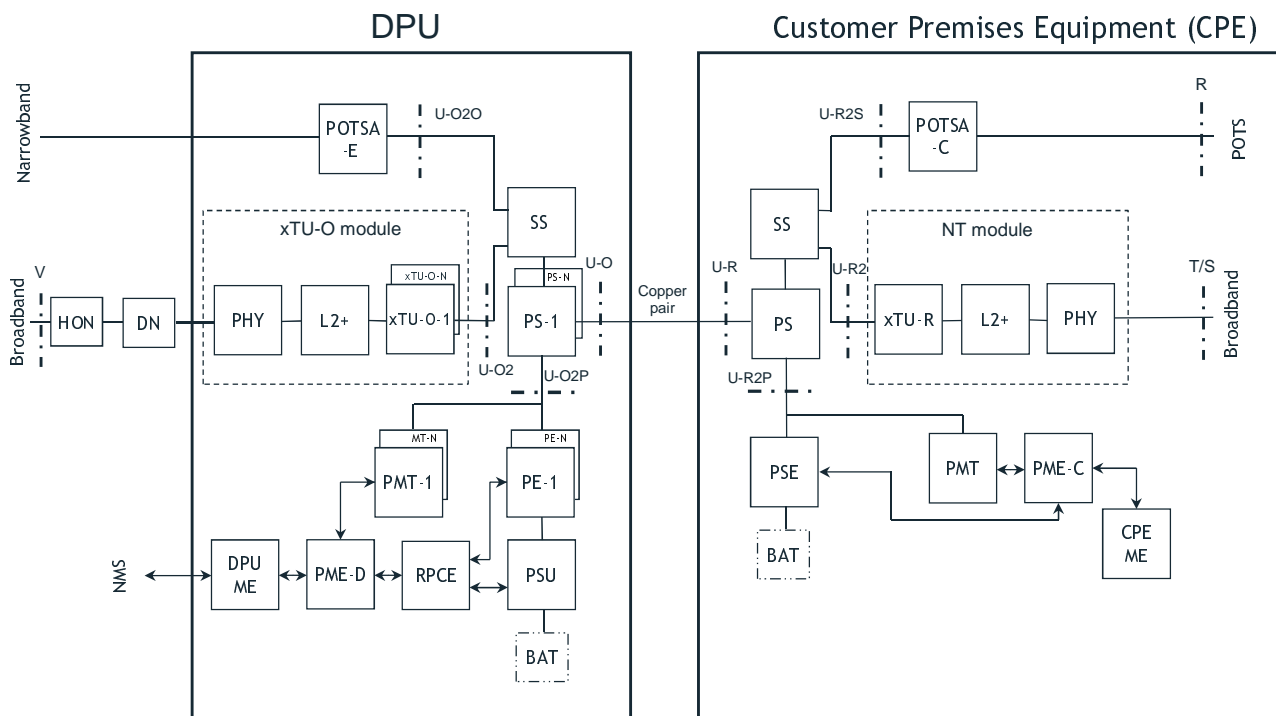 DPU
Customer Premises Equipment (CPE)
Narrowband
POTSA
-E
U-O2O
U-R2S
POTSA
-C
R
POTS
SS
SS
xTU-O module
NT module
Broadband
V
HON
DN
PHY
L2+
xTU-O-N
xTU-O-1
U-O2
PS-N
PS-1
U-O
Copper
pair
U-R
PS
U-R2
xTU-R
L2+
PHY
T/S
Broadband
U-O2P
U-R2P
MT-N
PMT-1
PE-N
PE-1
PSE
PMT
PME-C
NMS
DPU
ME
PME-D
RPCE
PSU
BAT
BAT
CPE
ME